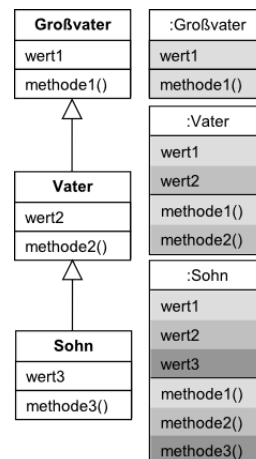 Großvater
wert1
methode1()
Vater
wert2
methode2()
Sohn
wert3
methode3()
:Großvater
wert1
methode1()
:Vater
wert1
wert2
methode1()
methode2()
:Sohn
wert1
wert2
wert3
methode1()
methode2()
methode3()